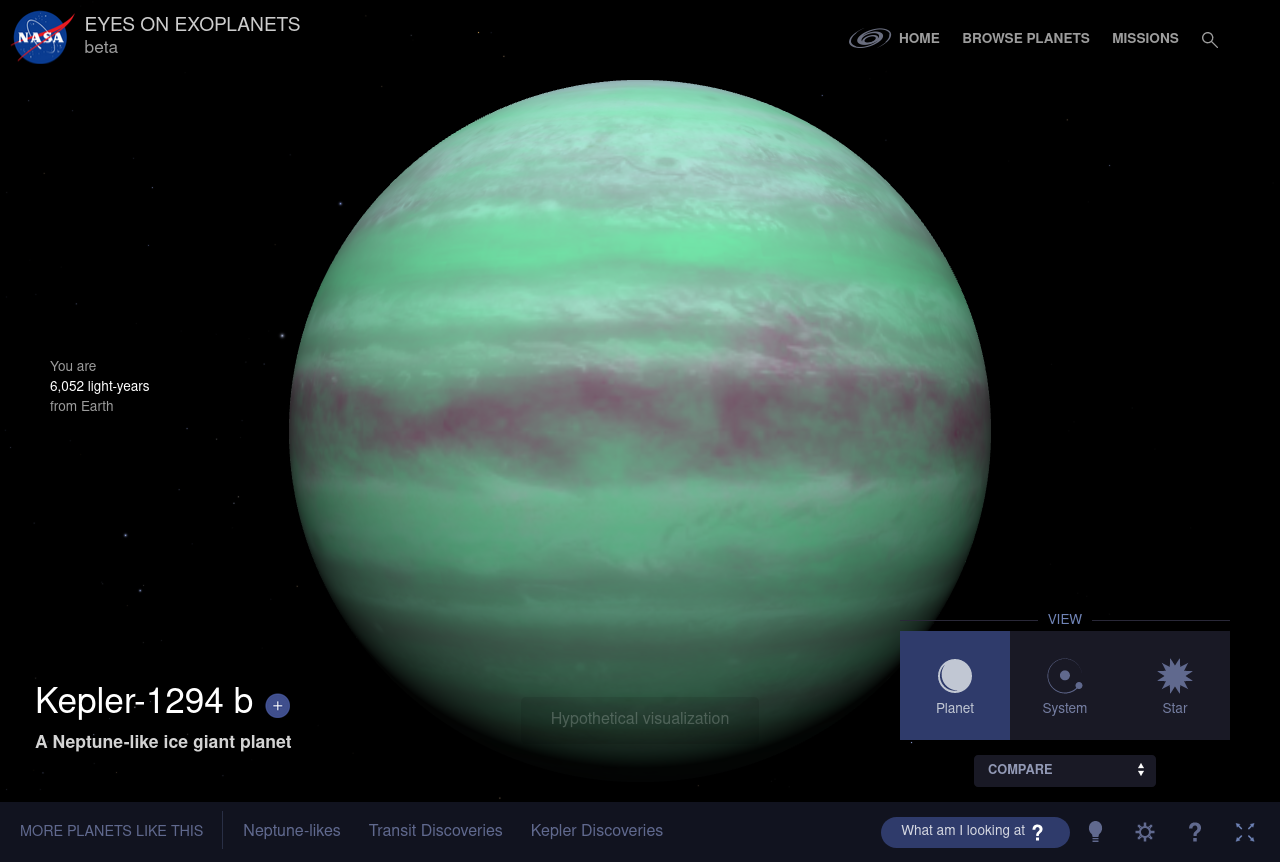 NASA
EYES ON EXOPLANETS
beta
HOME
BROWSE PLANETS
MISSIONS
You are
6,052 light-years
from Earth
Kepler-1294 b +
A Neptune-like ice giant planet
Hypothetical visualization
VIEW
Planet
System
Star
COMPARE
MORE PLANETS LIKE THIS
Neptune-likes
Transit Discoveries
Kepler Discoveries
What am I looking at ?
?